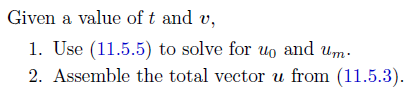 Given a value of t and v,
1. Use (11.5.5) to solve for u₀ and uₘ.
2. Assemble the total vector u from (11.5.3).